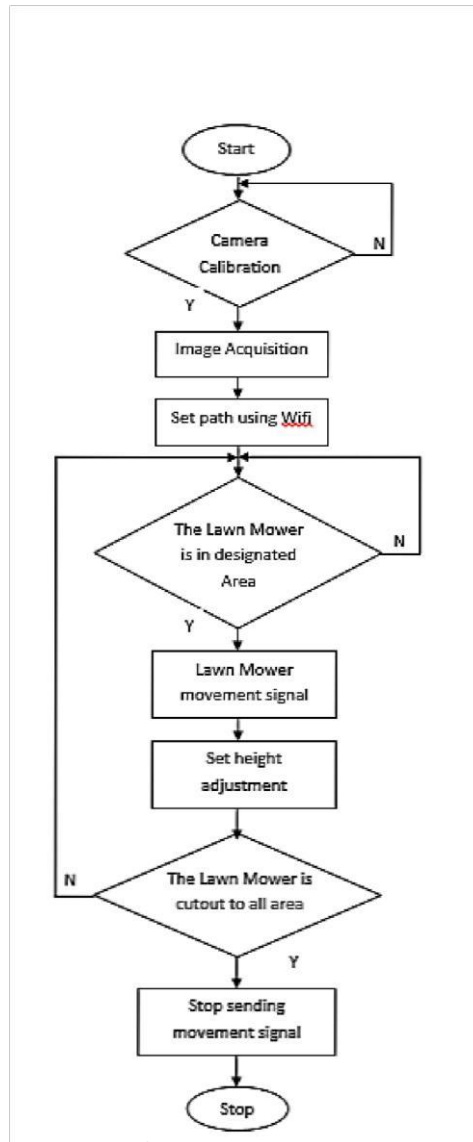 Start
Camera
Calibration
N
Y
Image Acquisition
Set path using Wifi
The Lawn Mower
is in designated
Area
N
Y
Lawn Mower
movement signal
Set height
adjustment
The Lawn Mower is
cutout to all area
N
Y
Stop sending
movement signal
Stop